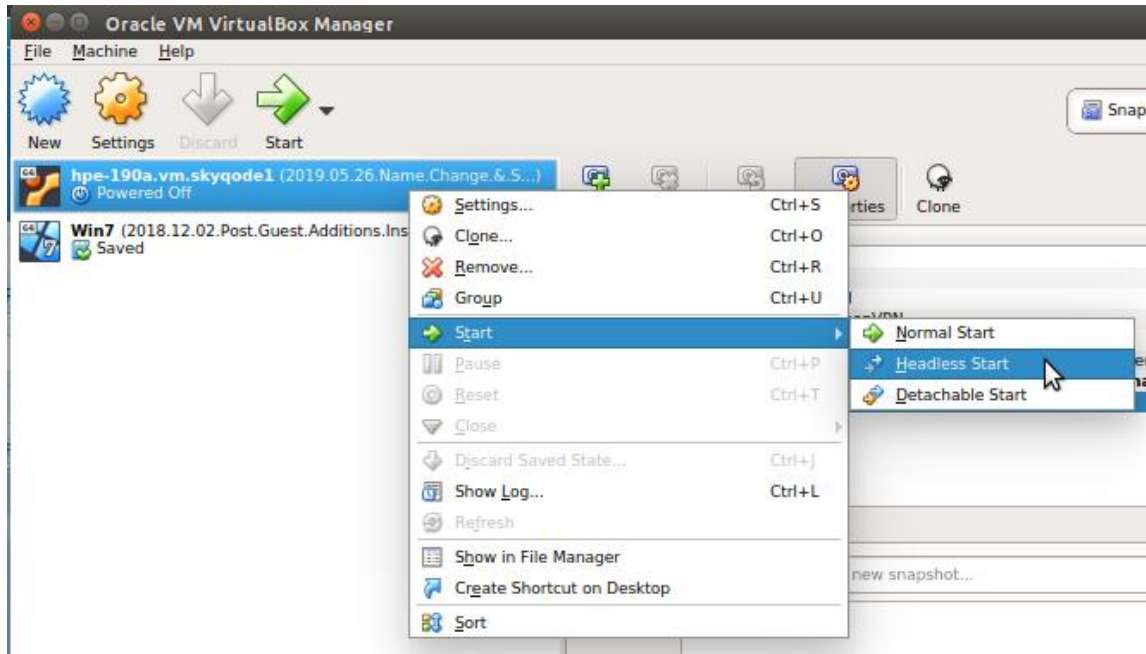 Oracle VM VirtualBox Manager
File Machine Help
New Settings Discard Start
Snap
hpe-190a.vm.skyqode1 (2019.05.26.Name.Change.&.S...)
Powered Off
Win7 (2018.12.02.Post.Guest.Additions.Ins
Saved
rties Clone
Settings... Ctrl+S
Clone... Ctrl+O
Remove... Ctrl+R
Group Ctrl+U
Start
Pause Ctrl+P
Reset Ctrl+T
Close
Discard Saved State... Ctrl+J
Show Log... Ctrl+L
Refresh
Show in File Manager
Create Shortcut on Desktop
Sort
Normal Start
Headless Start
Detachable Start
new snapshot...